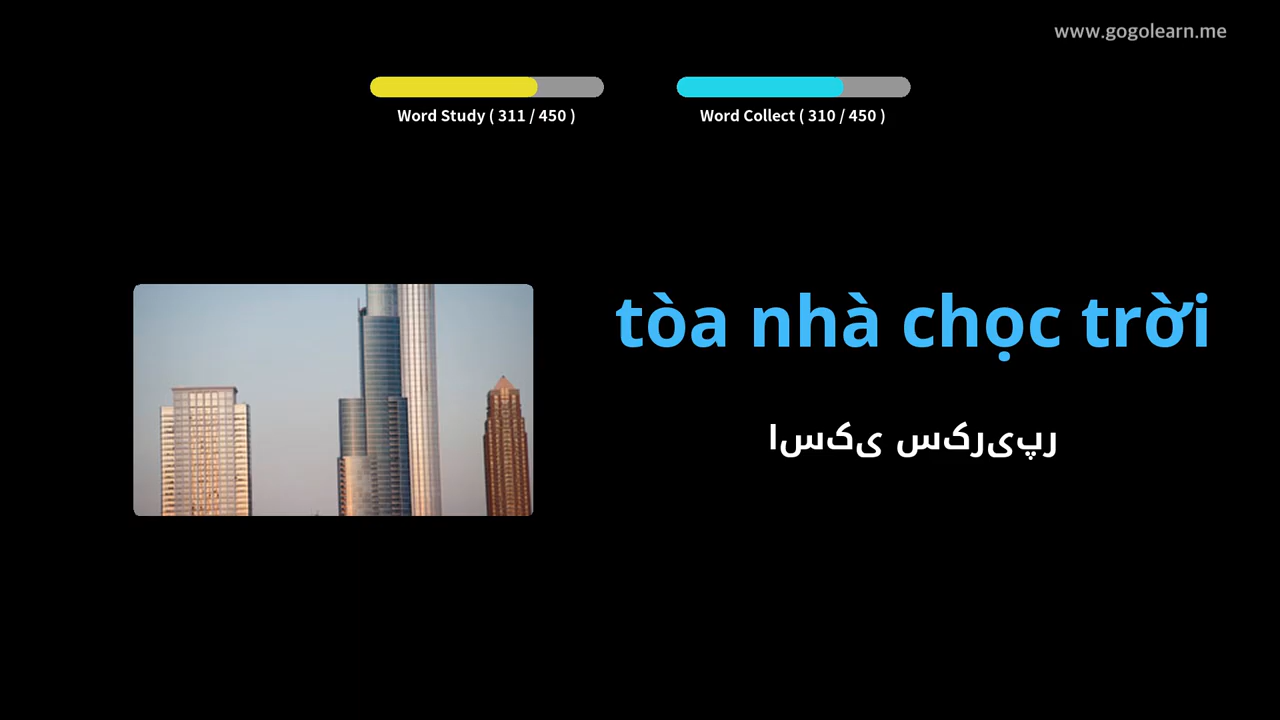 www.gogolearn.me
Word Study ( 311 / 450 )
Word Collect ( 310 / 450 )
tòa nhà chọc trời
اسکی سکریپر